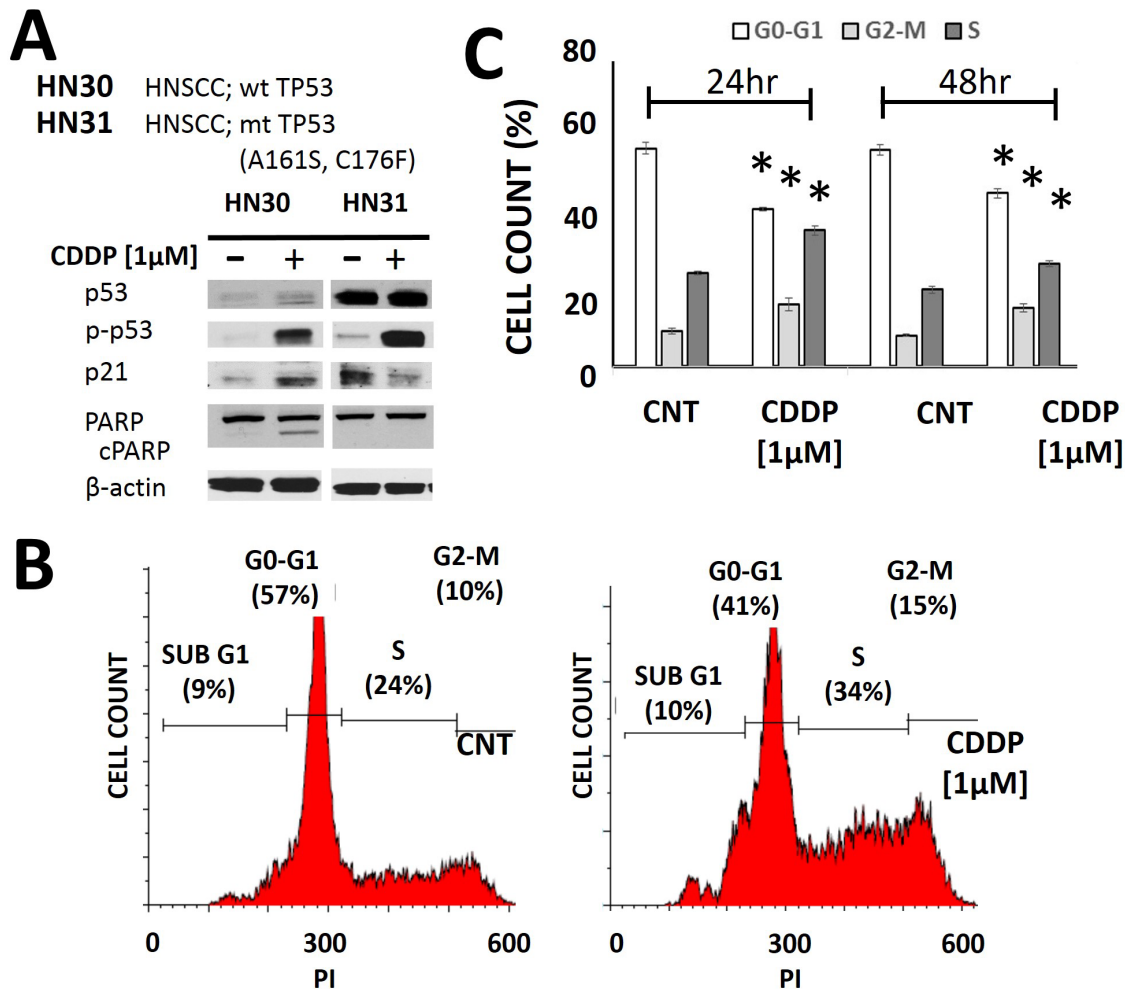 A
HN30 HNSCC; wt TP53
HN31 HNSCC; mt TP53
(A161S, C176F)
HN30 HN31
CDDP [1μM] − + − +
p53
p-p53
p21
PARP
cPARP
β-actin
C
G0-G1 G2-M S
24hr 48hr
80
60
40
20
0
CELL COUNT (%)
* * * * * *
CNT CDDP CNT CDDP
[1μM] [1μM]
B
G0-G1 G2-M
(57%) (10%)
SUB G1 S
(9%) (24%)
CNT
CELL COUNT
0 300 600
PI
G0-G1 G2-M
(41%) (15%)
SUB G1 S
(10%) (34%)
CDDP
[1μM]
CELL COUNT
0 300 600
PI